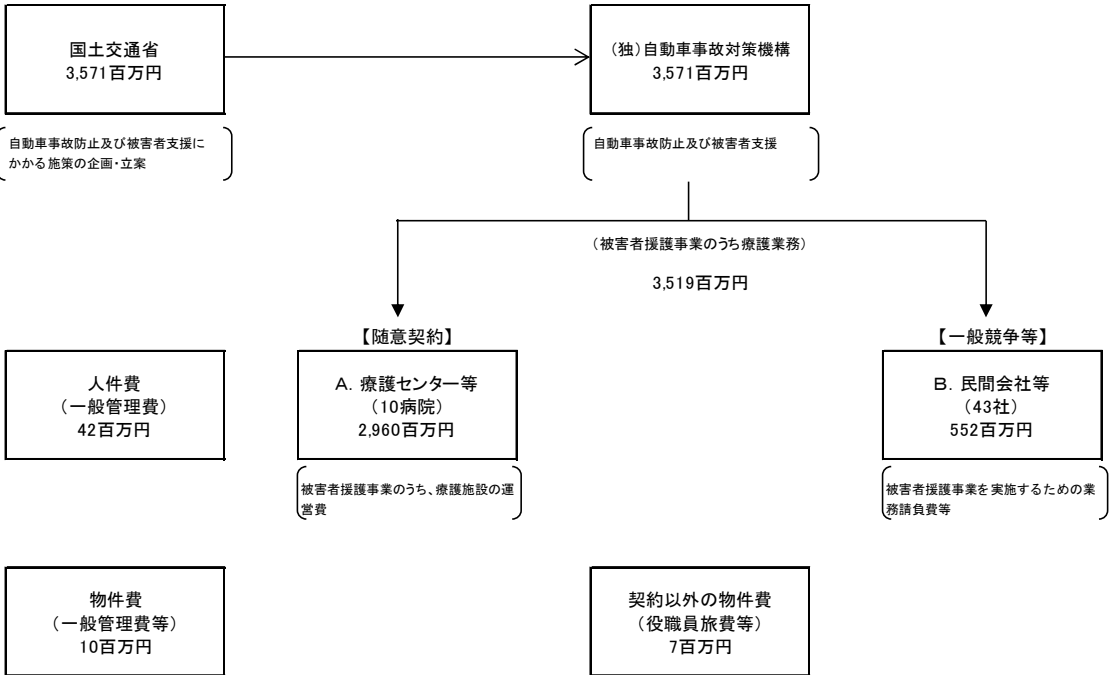 国土交通省
3,571百万円
(独)自動車事故対策機構
3,571百万円
自動車事故防止及び被害者支援に
かかる施策の企画・立案
自動車事故防止及び被害者支援
(被害者援護事業のうち療護業務)
3,519百万円
【随意契約】
【一般競争等】
人件費
(一般管理費)
42百万円
A. 療護センター等
(10病院)
2,960百万円
B. 民間会社等
(43社)
552百万円
被害者援護事業のうち、療護施設の運
営費
被害者援護事業を実施するための業
務請負費等
物件費
(一般管理費等)
10百万円
契約以外の物件費
(役職員旅費等)
7百万円